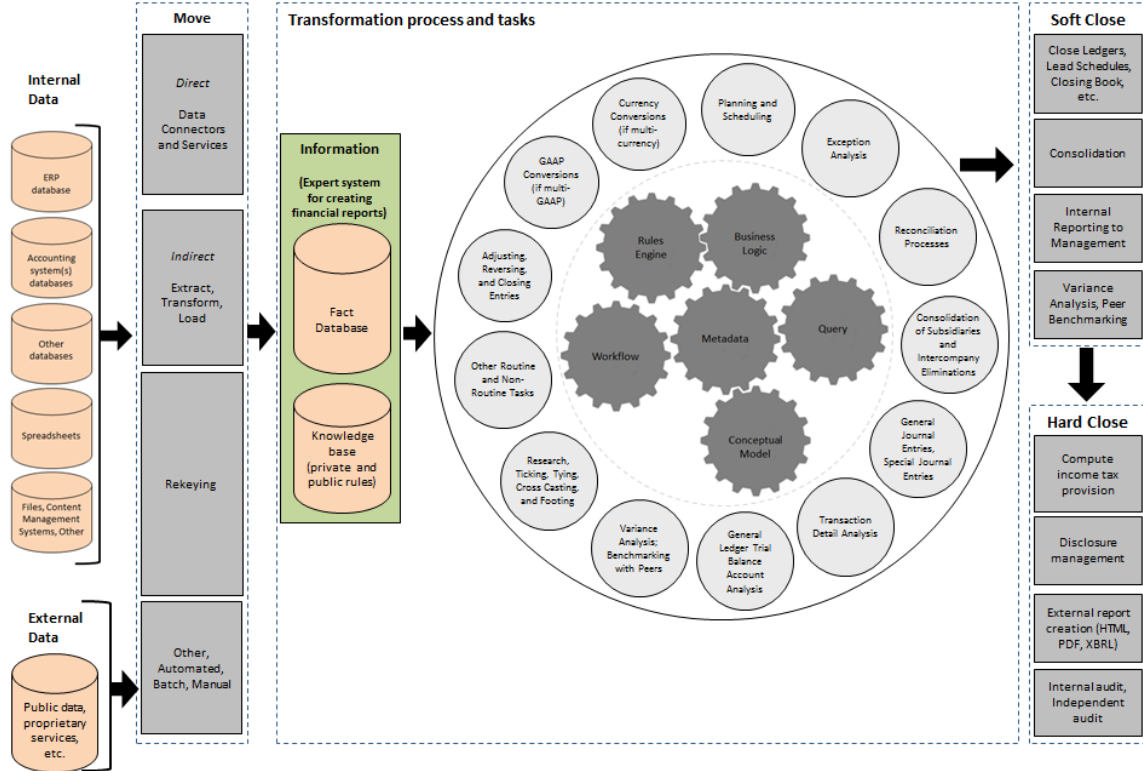 Internal
Data
ERP
database
Accounting
system(s)
databases
Other
databases
Spreadsheets
Files, Content
Management
Systems, Other
External
Data
Public data,
proprietary
services,
etc.
Move
Direct
Data
Connectors
and Services
Indirect
Extract,
Transform,
Load
Rekeying
Other,
Automated,
Batch, Manual
Transformation process and tasks
Information
(Expert system
for creating
financial reports)
Fact
Database
Knowledge
base
(private and
public rules)
Currency
Conversions
(if multi-
currency)
Planning and
Scheduling
Exception
Analysis
Reconciliation
Processes
Consolidation
of Subsidiaries
and
Intercompany
Eliminations
General
Journal
Entries,
Special Journal
Entries
Transaction
Detail Analysis
General
Ledger Trial
Balance
Account
Analysis
Variance
Analysis;
Benchmarking
with Peers
Research,
Ticking, Tying,
Cross Casting,
and Footing
Other Routine
and Non-
Routine Tasks
Adjusting,
Reversing,
and Closing
Entries
GAAP
Conversions
(if multi-
GAAP)
Rules
Engine
Business
Logic
Workflow
Metadata
Query
Conceptual
Model
Soft Close
Close Ledgers,
Lead Schedules,
Closing Book,
etc.
Consolidation
Internal
Reporting to
Management
Variance
Analysis, Peer
Benchmarking
Hard Close
Compute
income tax
provision
Disclosure
management
External report
creation (HTML,
PDF, XBRL)
Internal audit,
Independent
audit